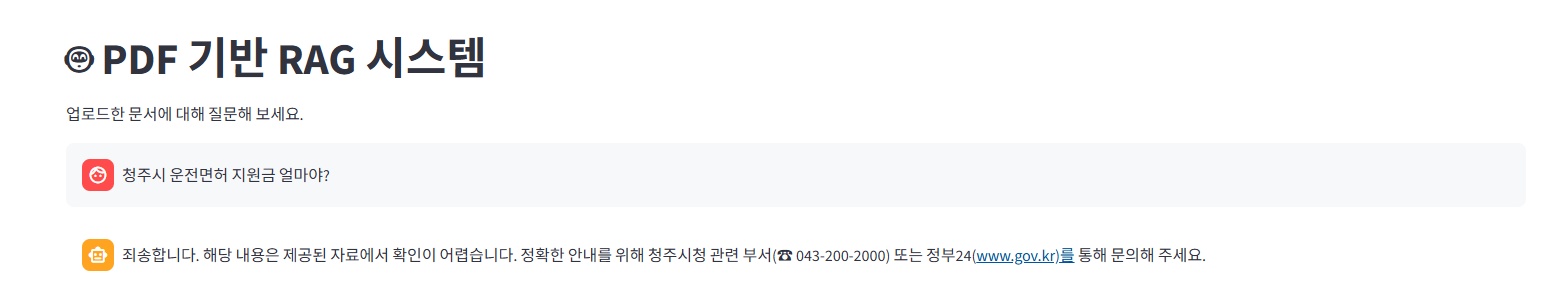 PDF 기반 RAG 시스템
업로드한 문서에 대해 질문해 보세요.
청주시 운전면허 지원금 얼마야?
죄송합니다. 해당 내용은 제공된 자료에서 확인이 어렵습니다. 정확한 안내를 위해 청주시청 관련 부서(☎ 043-200-2000) 또는 정부24(www.gov.kr)를 통해 문의해 주세요.